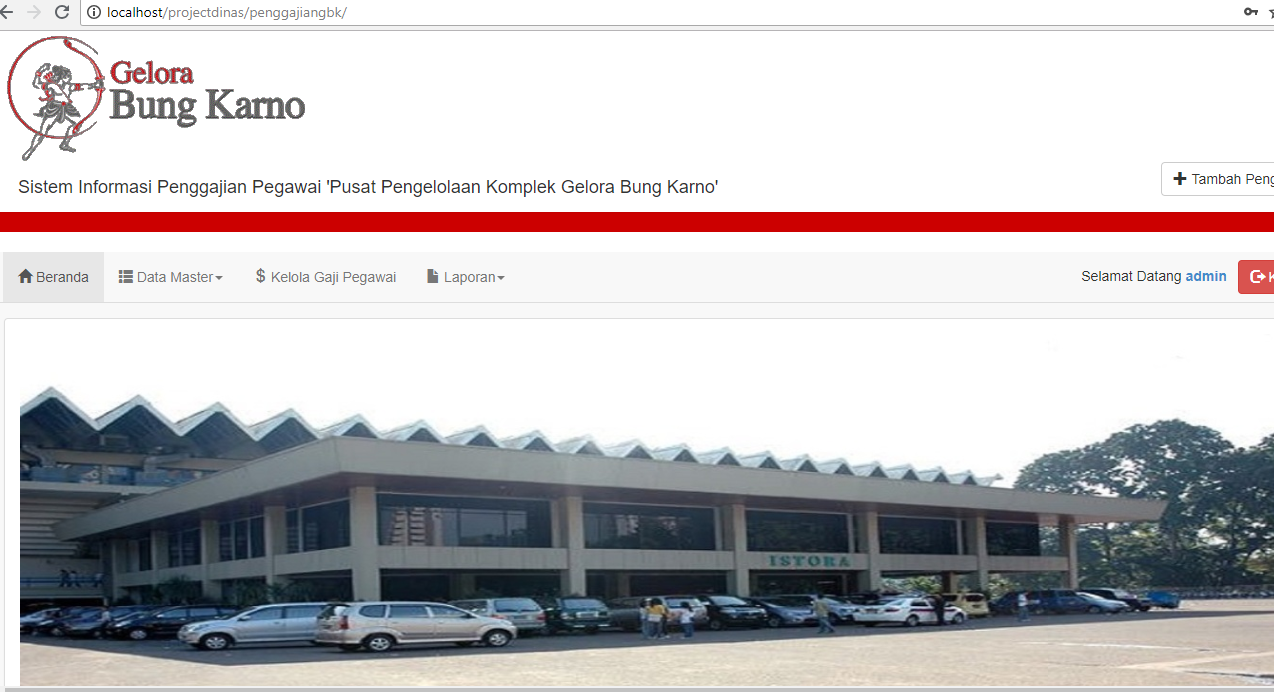 localhost/projectdinas/penggajiangbk/
Gelora
Bung Karno
Sistem Informasi Penggajian Pegawai 'Pusat Pengelolaan Komplek Gelora Bung Karno'
Tambah Peng
Beranda Data Master Kelola Gaji Pegawai Laporan Selamat Datang admin K
ISTORA